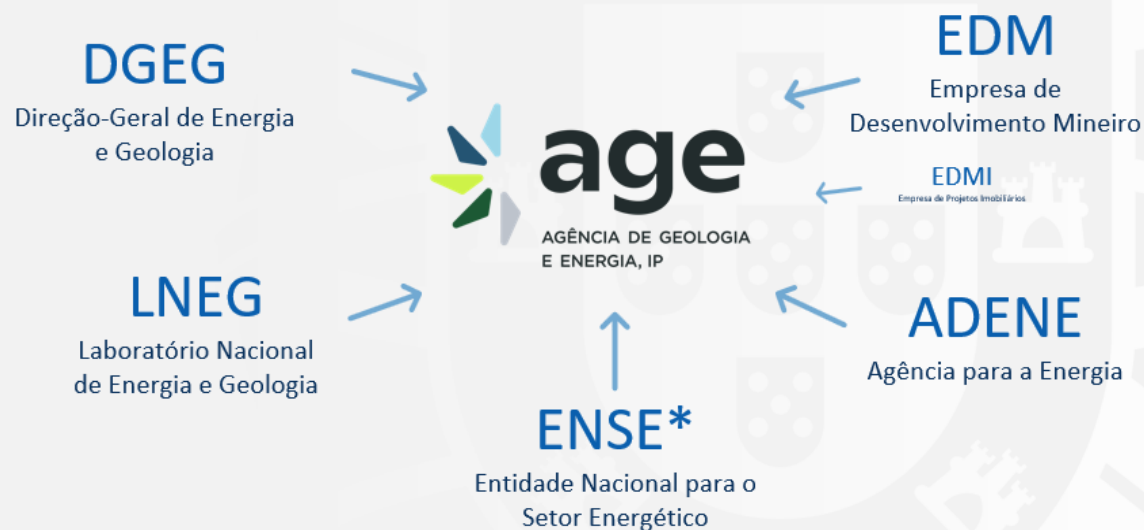 DGEG
Direção-Geral de Energia
e Geologia
EDM
Empresa de
Desenvolvimento Mineiro
EDMI
Empresa de Projetos Imobiliários
age
AGÊNCIA DE GEOLOGIA
E ENERGIA, IP
LNEG
Laboratório Nacional
de Energia e Geologia
ADENE
Agência para a Energia
ENSE*
Entidade Nacional para o
Setor Energético